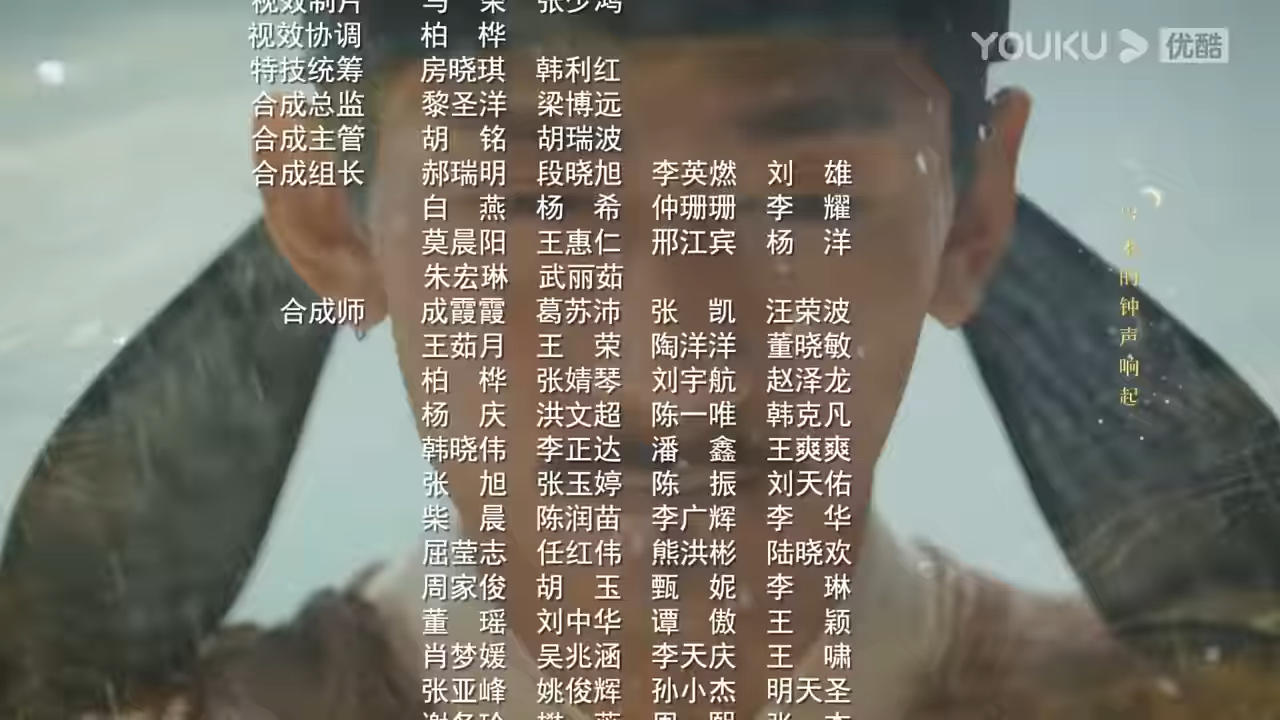 视效制片 马 荣 张少鸿
YOUKU 优酷
视效协调 柏 桦
特技统筹 房晓琪 韩利红
合成总监 黎圣洋 梁博远
合成主管 胡 铭 胡瑞波
合成组长 郝瑞明 段晓旭 李英燃 刘 雄
白 燕 杨 希 仲珊珊 李 耀
莫晨阳 王惠仁 邢江宾 杨 洋
朱宏琳 武丽茹
合成师 成霞霞 葛苏沛 张 凯 汪荣波
王茹月 王 荣 陶洋洋 董晓敏
柏 桦 张婧琴 刘宇航 赵泽龙
杨 庆 洪文超 陈一唯 韩克凡
韩晓伟 李正达 潘 鑫 王爽爽
张 旭 张玉婷 陈 振 刘天佑
柴 晨 陈润苗 李广辉 李 华
屈莹志 任红伟 熊洪彬 陆晓欢
周家俊 胡 玉 甄 妮 李 琳
董 瑶 刘中华 谭 傲 王 颖
肖梦媛 吴兆涵 李天庆 王 啸
张亚峰 姚俊辉 孙小杰 明天圣
的钟声响起